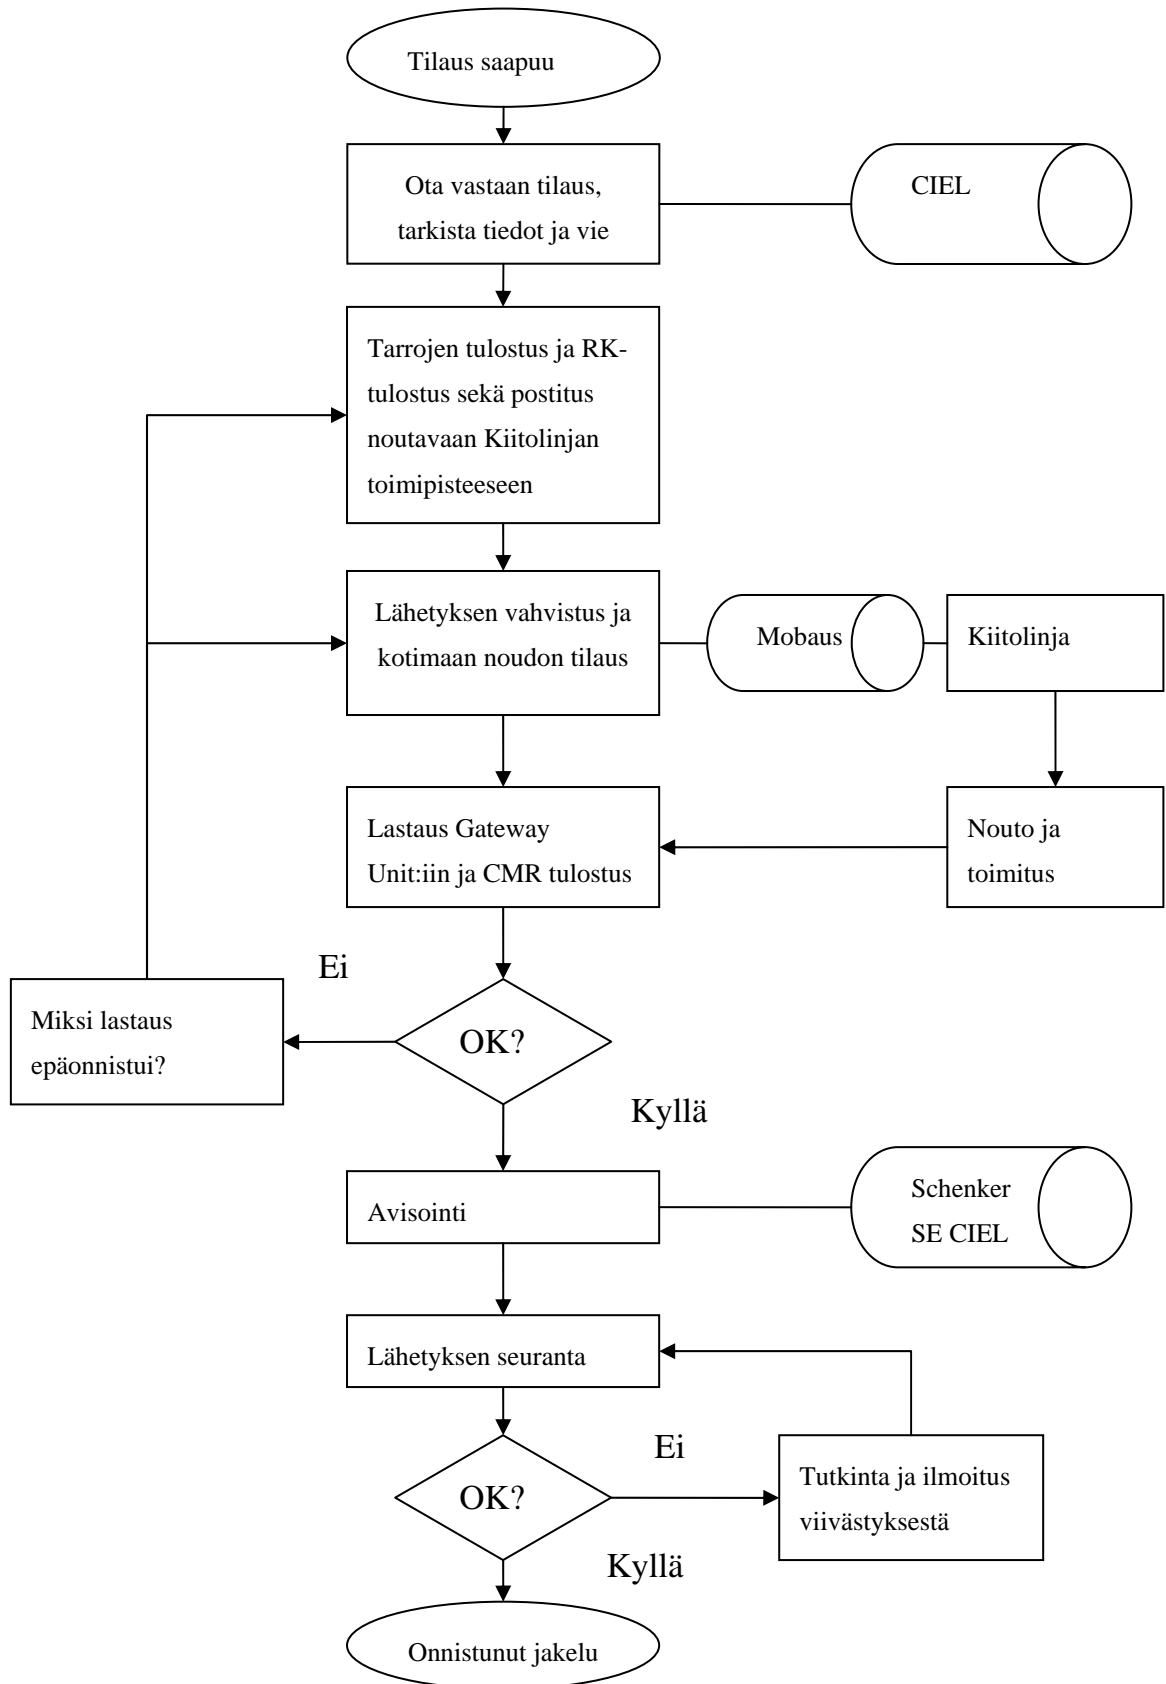 Tilaus saapuu
Ota vastaan tilaus,
tarkista tiedot ja vie
CIEL
Tarrojen tulostus ja RK-
tulostus sekä postitus
noutavaan Kiitolinjan
toimipisteeseen
Lähetyksen vahvistus ja
kotimaan noudon tilaus
Mobaus
Kiitolinja
Lastaus Gateway
Unit:iin ja CMR tulostus
Nouto ja
toimitus
Ei
Miksi lastaus
epäonnistui?
OK?
Kyllä
Avisointi
Schenker
SE CIEL
Lähetyksen seuranta
OK?
Ei
Tutkinta ja ilmoitus
viivästyksestä
Kyllä
Onnistunut jakelu